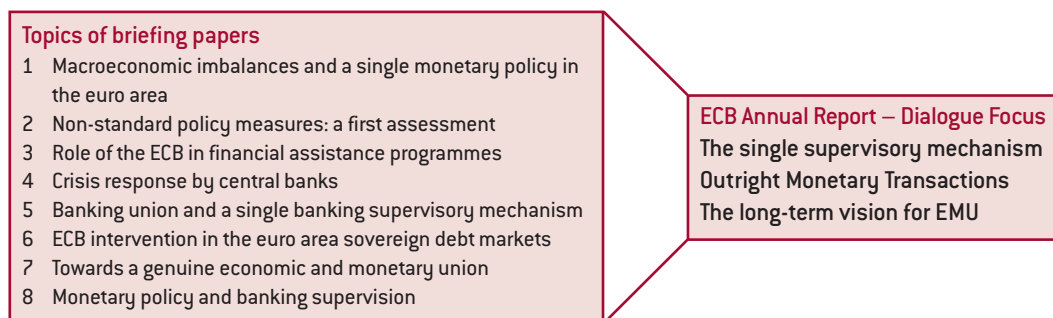 Topics of briefing papers
1 Macroeconomic imbalances and a single monetary policy in
the euro area
2 Non-standard policy measures: a first assessment
3 Role of the ECB in financial assistance programmes
4 Crisis response by central banks
5 Banking union and a single banking supervisory mechanism
6 ECB intervention in the euro area sovereign debt markets
7 Towards a genuine economic and monetary union
8 Monetary policy and banking supervision
ECB Annual Report – Dialogue Focus
The single supervisory mechanism
Outright Monetary Transactions
The long-term vision for EMU